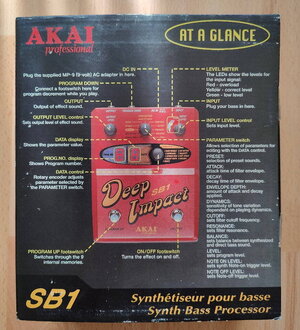 AKAI
professional
AT A GLANCE
DC IN
Plug the supplied MP-9 (9-volt) AC adapter in here.
PROGRAM DOWN
Connect a footswitch here for
program decrement while you play.
OUTPUT
Output of effect sound.
OUTPUT LEVEL control
Sets output level of effect sound.
DATA display
Shows the parameter value.
PROG.NO. display
Shows Program number.
DATA control
Rotary encoder adjusts
parameter selected by
the PARAMETER switch.
PROGRAM UP footswitch
Switches through the 9
internal memories.
LEVEL METER
The LEDs show the levels for
the input signal:
Red - overload
Yellow - correct level
Green - low level
INPUT
Plug your bass in here.
INPUT LEVEL control
Sets input level.
PARAMETER switch
Allows selection of parameters for
editing with the DATA control.
PRESET:
selection of preset sounds.
ATTACK:
attack time of filter envelope.
DECAY:
decay time of filter envelope.
ENVELOPE DEPTH:
amount of attack and decay
applied.
DYNAMICS:
sensitivity of tone variation
dependent on playing dynamics.
CUTOFF:
sets filter cutoff frequency.
RESONANCE:
sets filter resonance.
BALANCE:
sets balance between synthesized
and direct bass sound.
LEVEL:
sets program level.
NOTE ON LEVEL:
sets synth Note-on trigger level.
NOTE OFF LEVEL:
sets Note-off trigger level.
Deep
Impact
SB1
AKAI
ON/OFF footswitch
Turns the effect on and off.
SB1
Synthétiseur pour basse
Synth Bass Processor